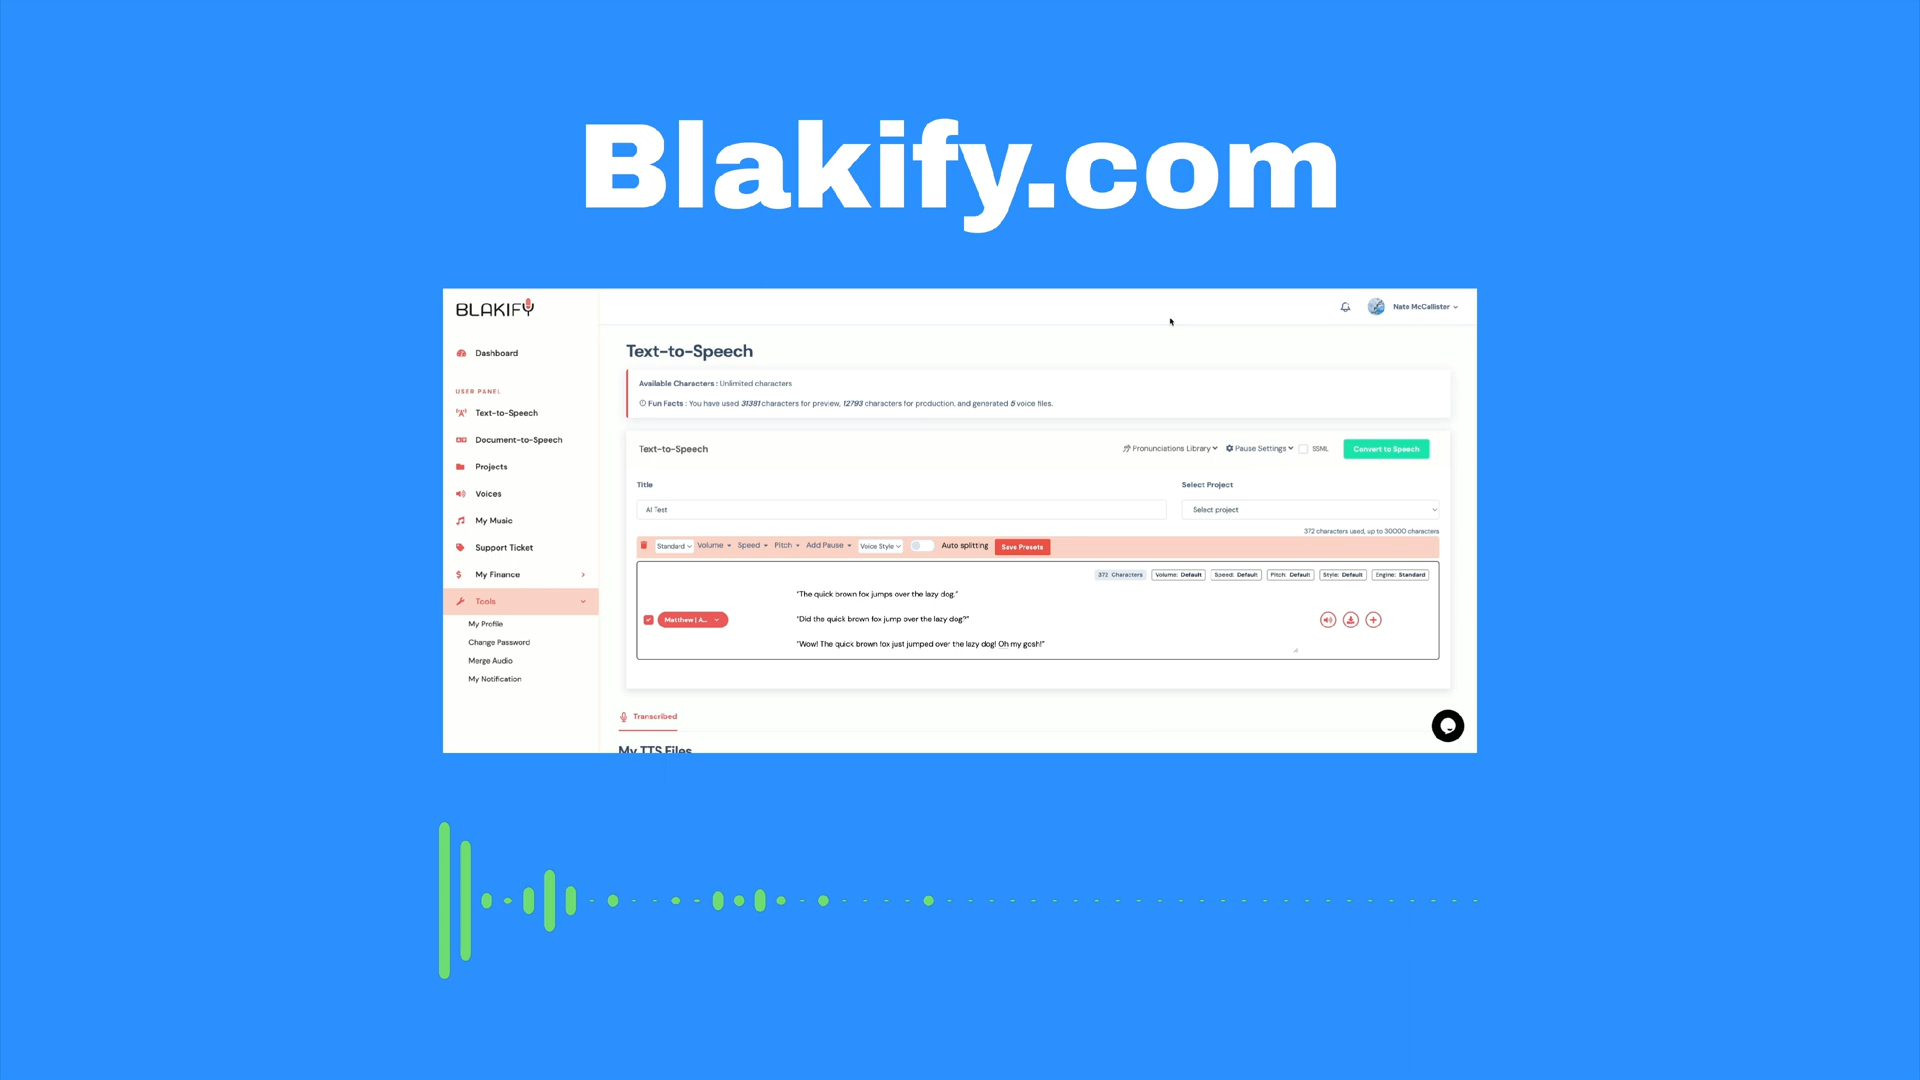 Blakify.com
BLAKIFY
Nate McCallister
Dashboard
USER PANEL
Text-to-Speech
Document-to-Speech
Projects
Voices
My Music
Support Ticket
My Finance
Tools
My Profile
Change Password
Merge Audio
My Notification
Text-to-Speech
Available Characters : Unlimited characters
Fun Facts : You have used 31381 characters for preview, 12793 characters for production. and generated 5 voice files.
Text-to-Speech
Pronunciations Library
Pause Settings
SSML
Convert to Speech
Title
Select Project
AI Test
Select project
372 characters used, up to 30000 characters
Standard
Volume
Speed
Pitch
Add Pause
Voice Style
Auto splitting
Save Presets
372 Characters
Volume: Default
Speed: Default
Pitch: Default
Style: Default
Engine: Standard
Matthew | A...
"The quick brown fox jumps over the lazy dog."
"Did the quick brown fox jump over the lazy dog?"
"Wow! The quick brown fox just jumped over the lazy dog! Oh my gosh!"
Transcribed
My TTS Files